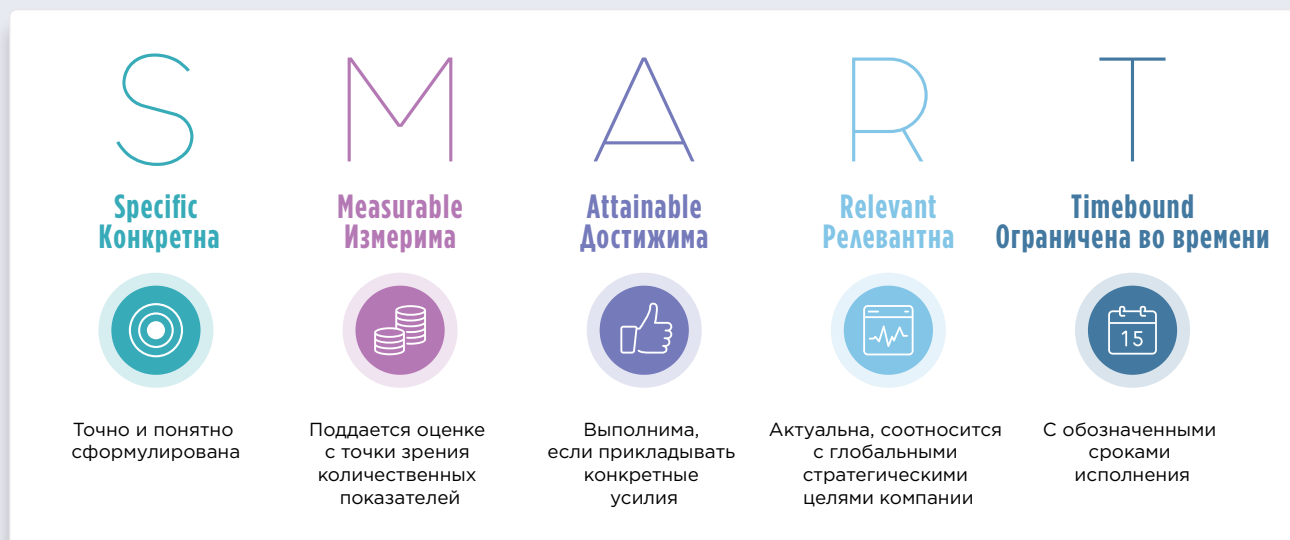 S
Specific
Конкретна
Точно и понятно
сформулирована
M
Measurable
Измерима
Поддается оценке
с точки зрения
количественных
показателей
A
Attainable
Достижима
Выполнима,
если прикладывать
конкретные
усилия
R
Relevant
Релевантна
Актуальна, соотносится
с глобальными
стратегическими
целями компании
T
Timebound
Ограничена во времени
15
С обозначенными
сроками
исполнения